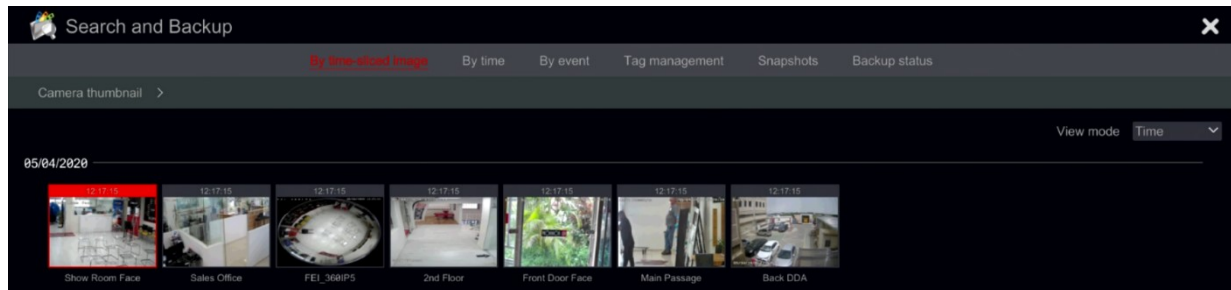 Search and Backup
By time-sliced image By time By event Tag management Snapshots Backup status
Camera thumbnail >
View mode Time
05/04/2020
12:17:15 12:17:15 12:17:15 12:17:15 12:17:15 12:17:15 12:17:15
Show Room Face Sales Office FEI_360IP5 2nd Floor Front Door Face Main Passage Back DDA